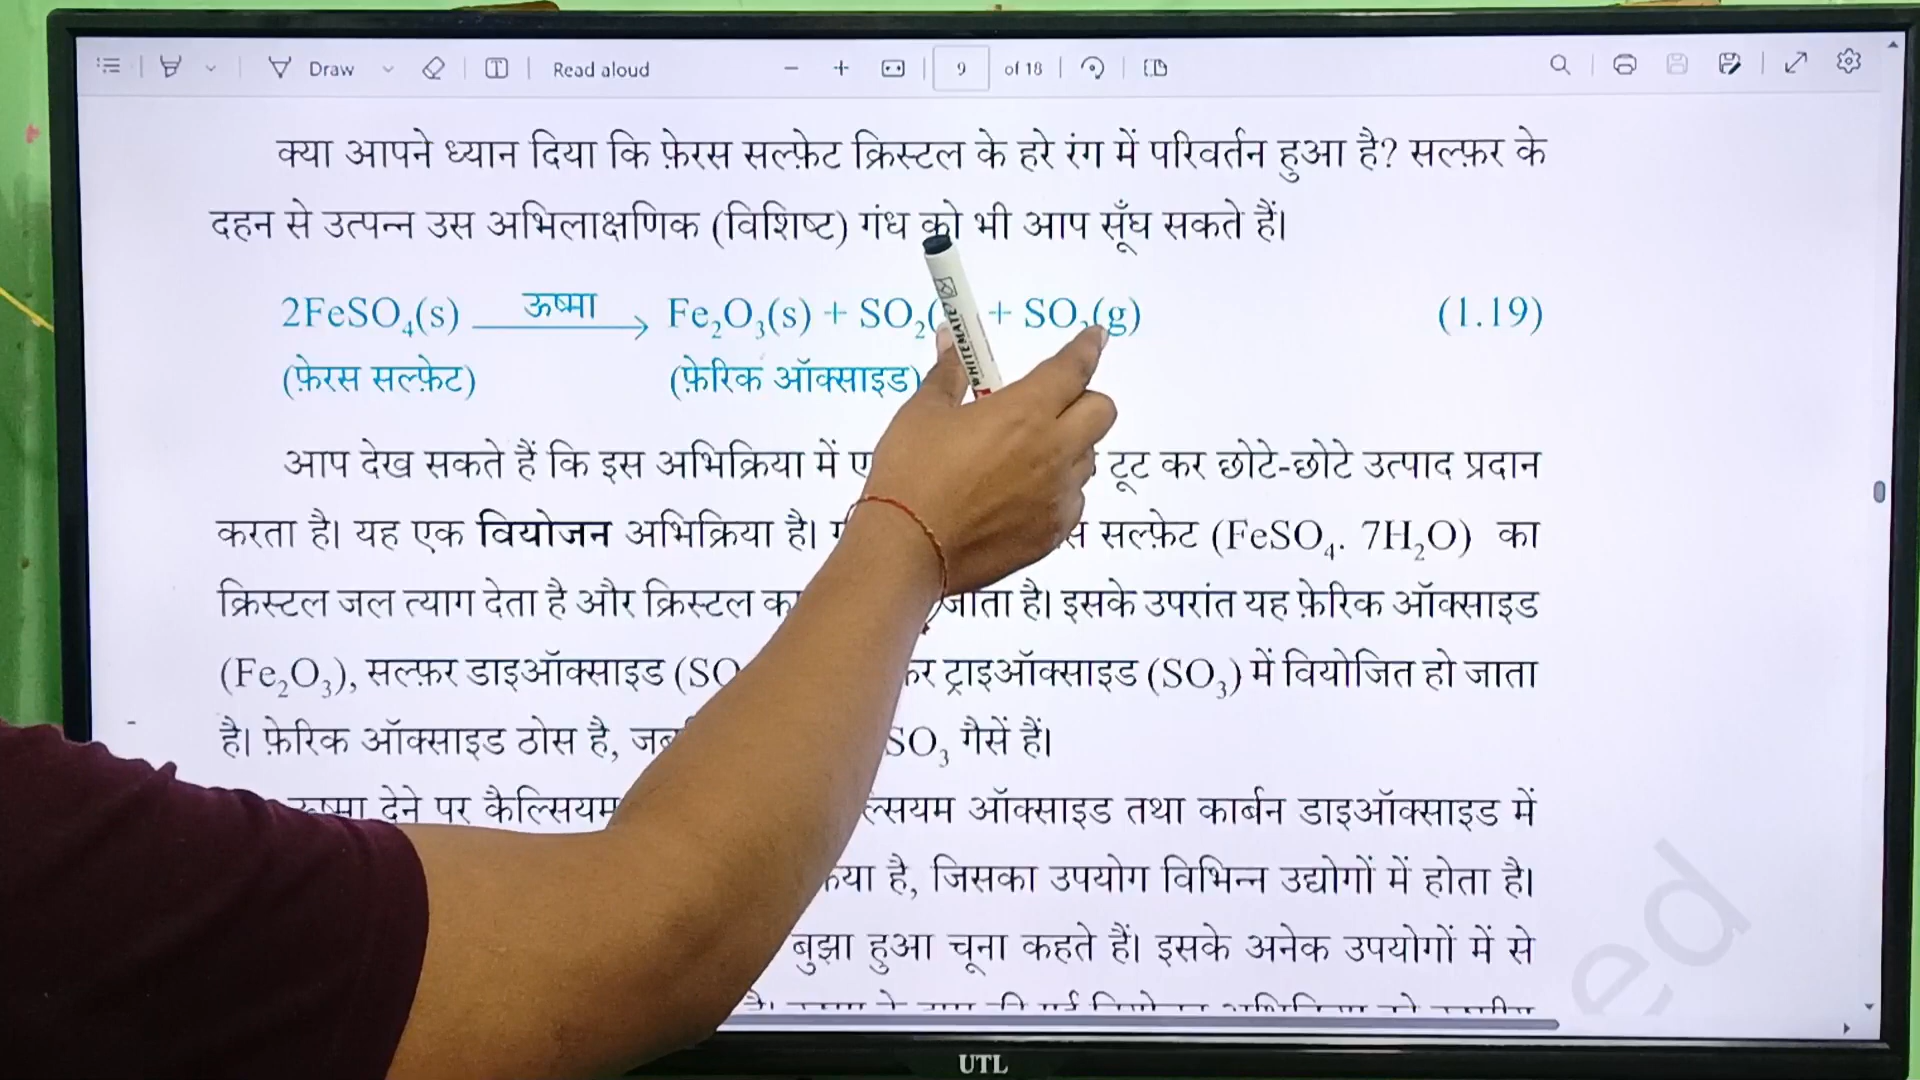 Draw Read aloud 9 of 18
क्या आपने ध्यान दिया कि फ़ेरस सल्फ़ेट क्रिस्टल के हरे रंग में परिवर्तन हुआ है? सल्फ़र के
दहन से उत्पन्न उस अभिलाक्षणिक (विशिष्ट) गंध को भी आप सूँघ सकते हैं।
2FeSO₄(s) ऊष्मा → Fe₂O₃(s) + SO₂( + SO₃(g) (1.19)
(फ़ेरस सल्फ़ेट) (फ़ेरिक ऑक्साइड)
WHITEMATE
आप देख सकते हैं कि इस अभिक्रिया में टूट कर छोटे-छोटे उत्पाद प्रदान
करता है। यह एक वियोजन अभिक्रिया है। सल्फ़ेट (FeSO₄. 7H₂O) का
क्रिस्टल जल त्याग देता है और क्रिस्टल जाता है। इसके उपरांत यह फ़ेरिक ऑक्साइड
(Fe₂O₃), सल्फ़र डाइऑक्साइड (SO ट्राइऑक्साइड (SO₃) में वियोजित हो जाता
है। फ़ेरिक ऑक्साइड ठोस है, SO₃ गैसें हैं।
ऊष्मा देने पर कैल्सियम ऑक्साइड तथा कार्बन डाइऑक्साइड में
है, जिसका उपयोग विभिन्न उद्योगों में होता है।
बुझा हुआ चूना कहते हैं। इसके अनेक उपयोगों में से
ed
UTL